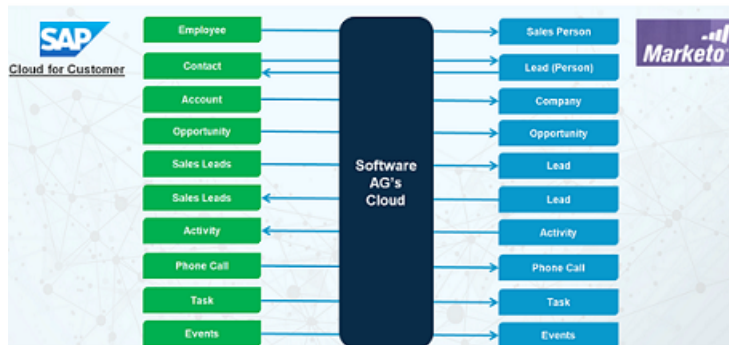 SAP
Cloud for Customer
Employee
Sales Person
Marketo
Contact
Lead (Person)
Account
Company
Opportunity
Opportunity
Sales Leads
Software
AG's
Cloud
Lead
Sales Leads
Lead
Activity
Activity
Phone Call
Phone Call
Task
Task
Events
Events